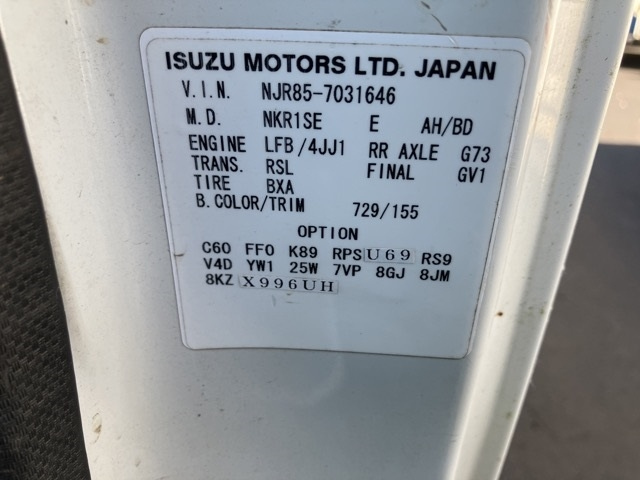 ISUZU MOTORS LTD. JAPAN
V.I.N. NJR85-7031646
M.D. NKR1SE E AH/BD
ENGINE LFB/4JJ1 RR AXLE G73
TRANS. RSL FINAL GV1
TIRE BXA
B.COLOR/TRIM 729/155
OPTION
C60 FF0 K89 RPS U69 RS9
V4D YW1 25W 7VP 8GJ 8JM
8KZ X996UH